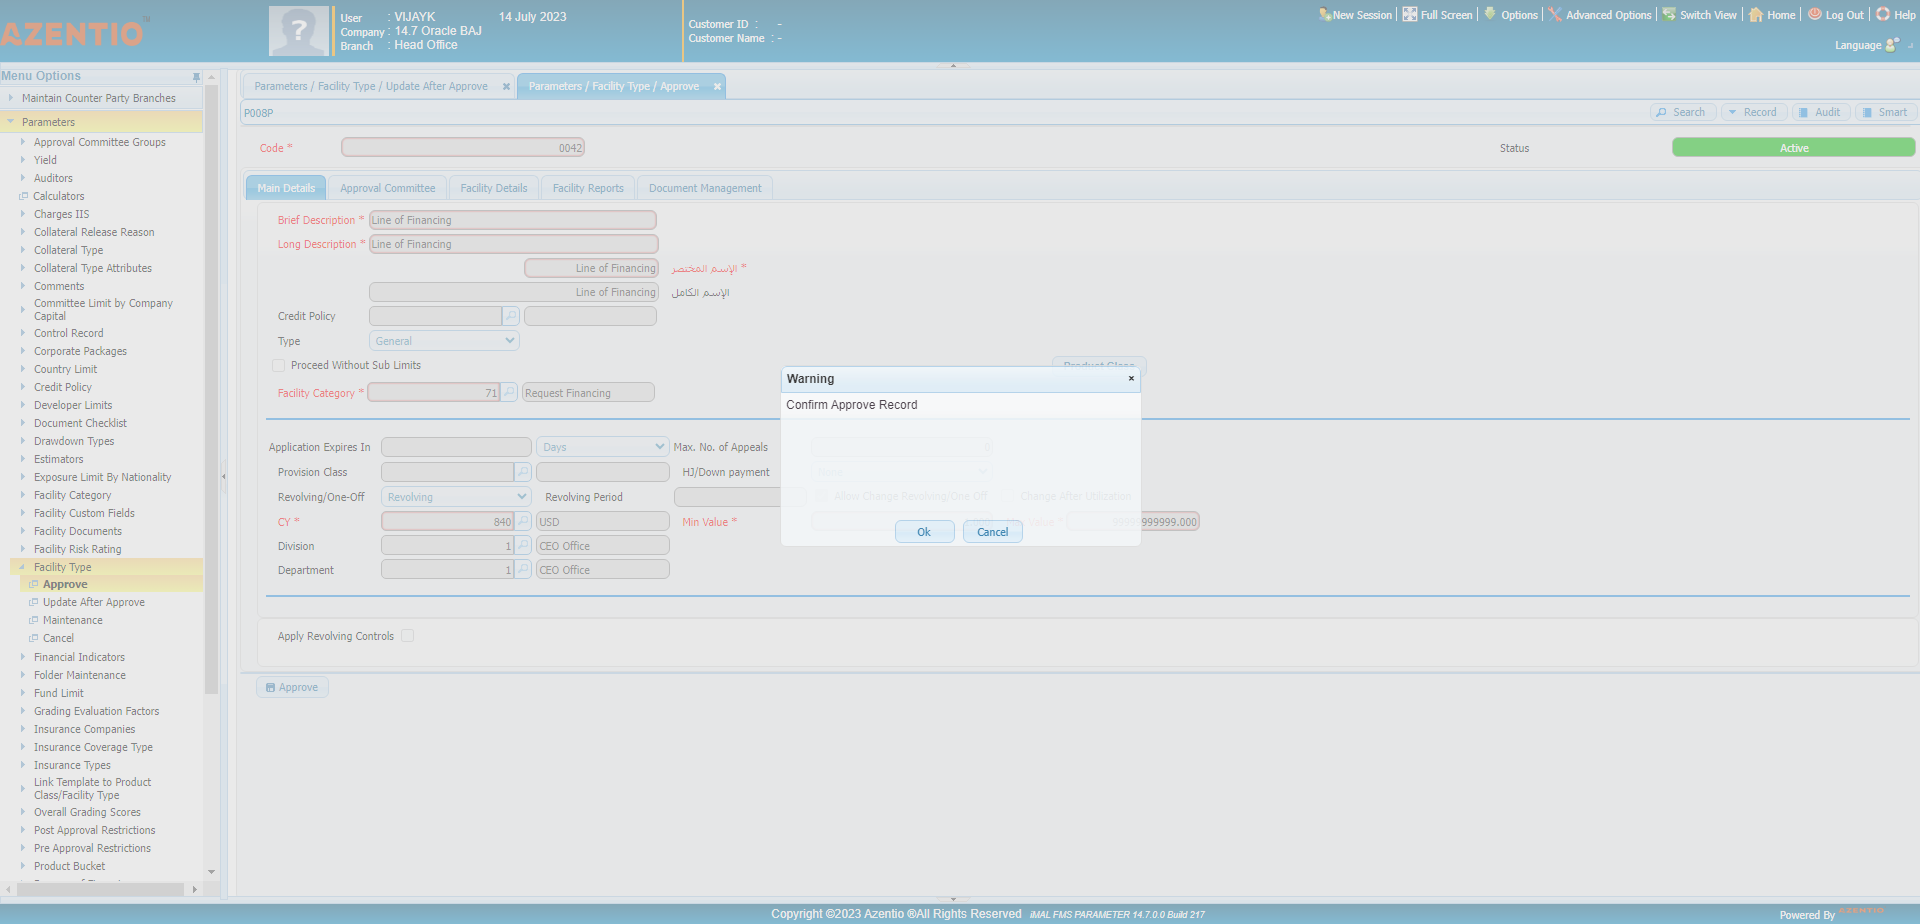 AZENTIO™
User : VIJAYK 14 July 2023
Company : 14.7 Oracle BAJ
Branch : Head Office
Customer ID : -
Customer Name : -
New Session Full Screen Options Advanced Options Switch View Home Log Out Help
Language
Menu Options
Maintain Counter Party Branches
Parameters
Approval Committee Groups
Yield
Auditors
Calculators
Charges IIS
Collateral Release Reason
Collateral Type
Collateral Type Attributes
Comments
Committee Limit by Company
Capital
Control Record
Corporate Packages
Country Limit
Credit Policy
Developer Limits
Document Checklist
Drawdown Types
Estimators
Exposure Limit By Nationality
Facility Category
Facility Custom Fields
Facility Documents
Facility Risk Rating
Facility Type
Approve
Update After Approve
Maintenance
Cancel
Financial Indicators
Folder Maintenance
Fund Limit
Grading Evaluation Factors
Insurance Companies
Insurance Coverage Type
Insurance Types
Link Template to Product
Class/Facility Type
Overall Grading Scores
Post Approval Restrictions
Pre Approval Restrictions
Product Bucket
Parameters / Facility Type / Update After Approve
Parameters / Facility Type / Approve
P008P
Search Record Audit Smart
Code * 0042
Status Active
Main Details Approval Committee Facility Details Facility Reports Document Management
Brief Description * Line of Financing
Long Description * Line of Financing
Line of Financing الإسم المختصر *
Line of Financing الإسم الكامل
Credit Policy
Type General
Proceed Without Sub Limits
Product Class
Facility Category * 71 Request Financing
Application Expires In Days Max. No. of Appeals
Provision Class HJ/Down payment
Revolving/One-Off Revolving Revolving Period Allow Change Revolving/One Off Change After Utilization
CY * 840 USD Min Value * 99999999999.000
Division 1 CEO Office
Department 1 CEO Office
Apply Revolving Controls
Approve
Warning
Confirm Approve Record
Ok Cancel
Copyright ©2023 Azentio ®All Rights Reserved iMAL FMS PARAMETER 14.7.0.0 Build 217
Powered By AZENTIO